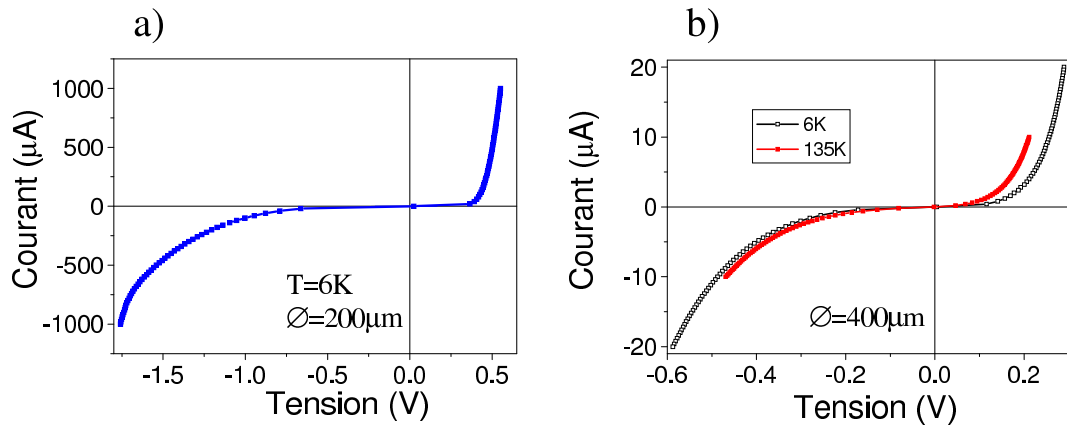 a)
Courant (μA)
1000
500
0
-500
-1000
T=6K
∅=200μm
-1.5
-1.0
-0.5
0.0
0.5
Tension (V)
b)
Courant (μA)
20
10
0
-10
-20
6K
135K
∅=400μm
-0.6
-0.4
-0.2
0.0
0.2
Tension (V)